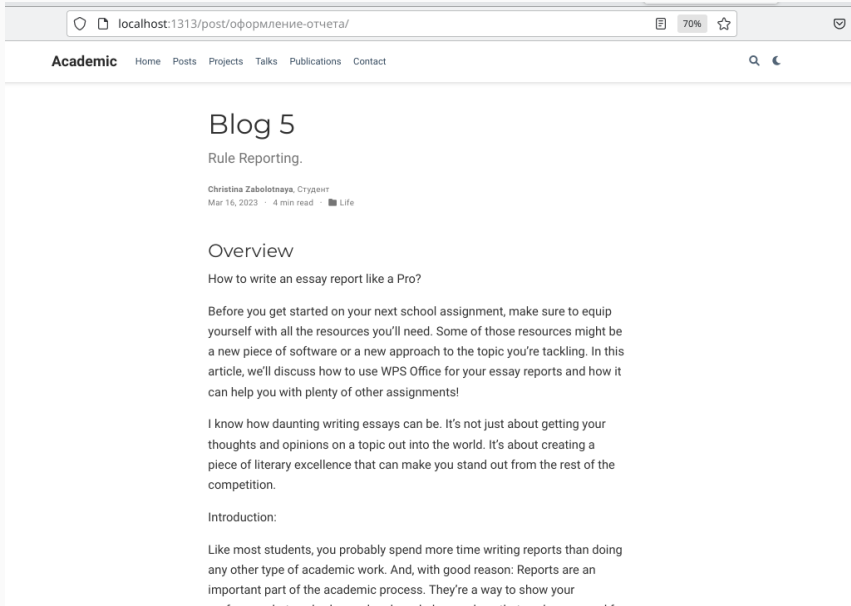 localhost:1313/post/оформление-отчета/
70%
Academic Home Posts Projects Talks Publications Contact
Blog 5
Rule Reporting.
Christina Zabolotnaya, Студент
Mar 16, 2023 · 4 min read · Life
Overview
How to write an essay report like a Pro?
Before you get started on your next school assignment, make sure to equip
yourself with all the resources you'll need. Some of those resources might be
a new piece of software or a new approach to the topic you're tackling. In this
article, we'll discuss how to use WPS Office for your essay reports and how it
can help you with plenty of other assignments!
I know how daunting writing essays can be. It's not just about getting your
thoughts and opinions on a topic out into the world. It's about creating a
piece of literary excellence that can make you stand out from the rest of the
competition.
Introduction:
Like most students, you probably spend more time writing reports than doing
any other type of academic work. And, with good reason: Reports are an
important part of the academic process. They're a way to show your